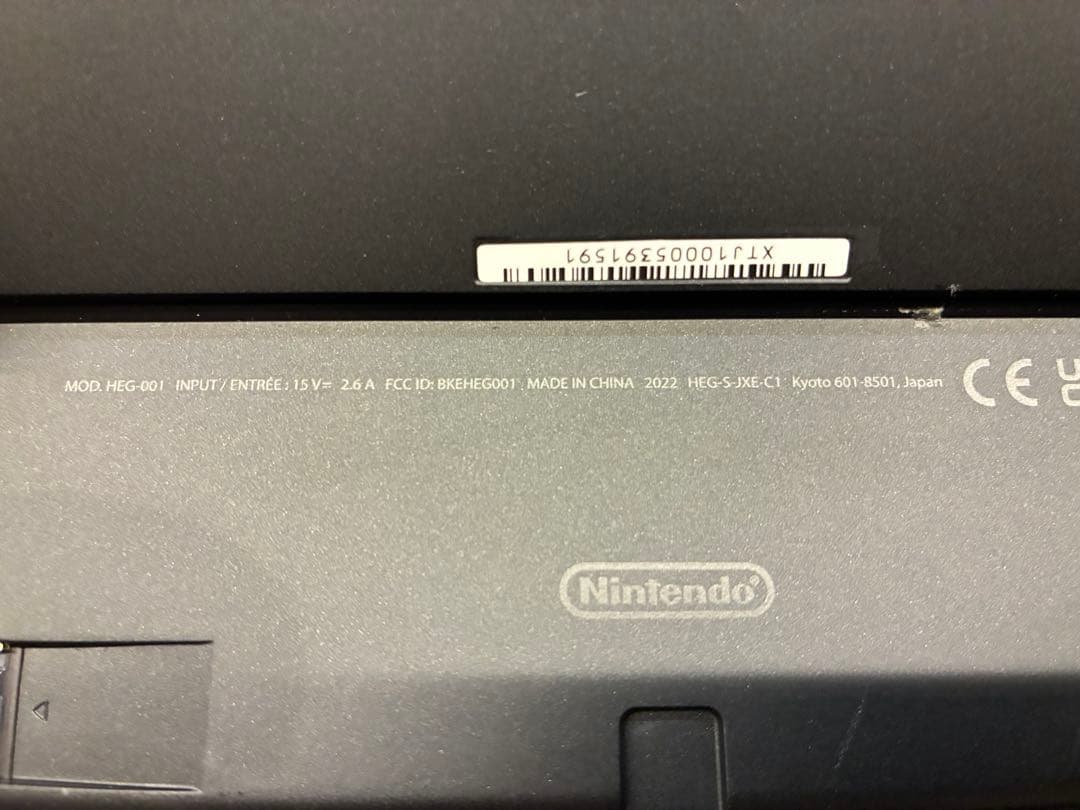 XTJ10005391591
MOD. HEG-001 INPUT / ENTRÉE : 15 V⎓ 2.6 A FCC ID: BKEHEG001 MADE IN CHINA 2022 HEG-S-JXE-C1 Kyoto 601-8501, Japan CE
Nintendo®